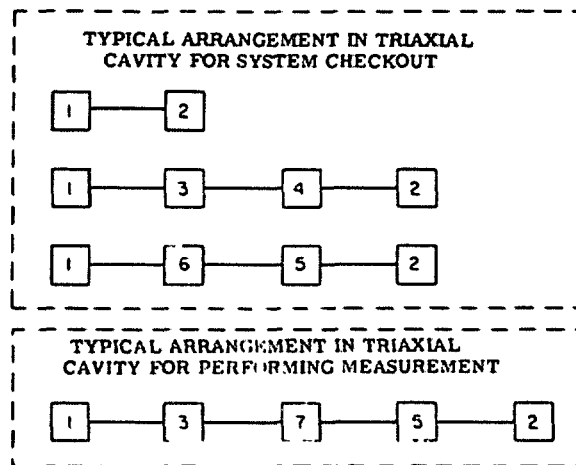 TYPICAL ARRANGEMENT IN TRIAXIAL
CAVITY FOR SYSTEM CHECKOUT
1 2
1 3 4 2
1 6 5 2
TYPICAL ARRANGEMENT IN TRIAXIAL
CAVITY FOR PERFORMING MEASUREMENT
1 3 7 5 2